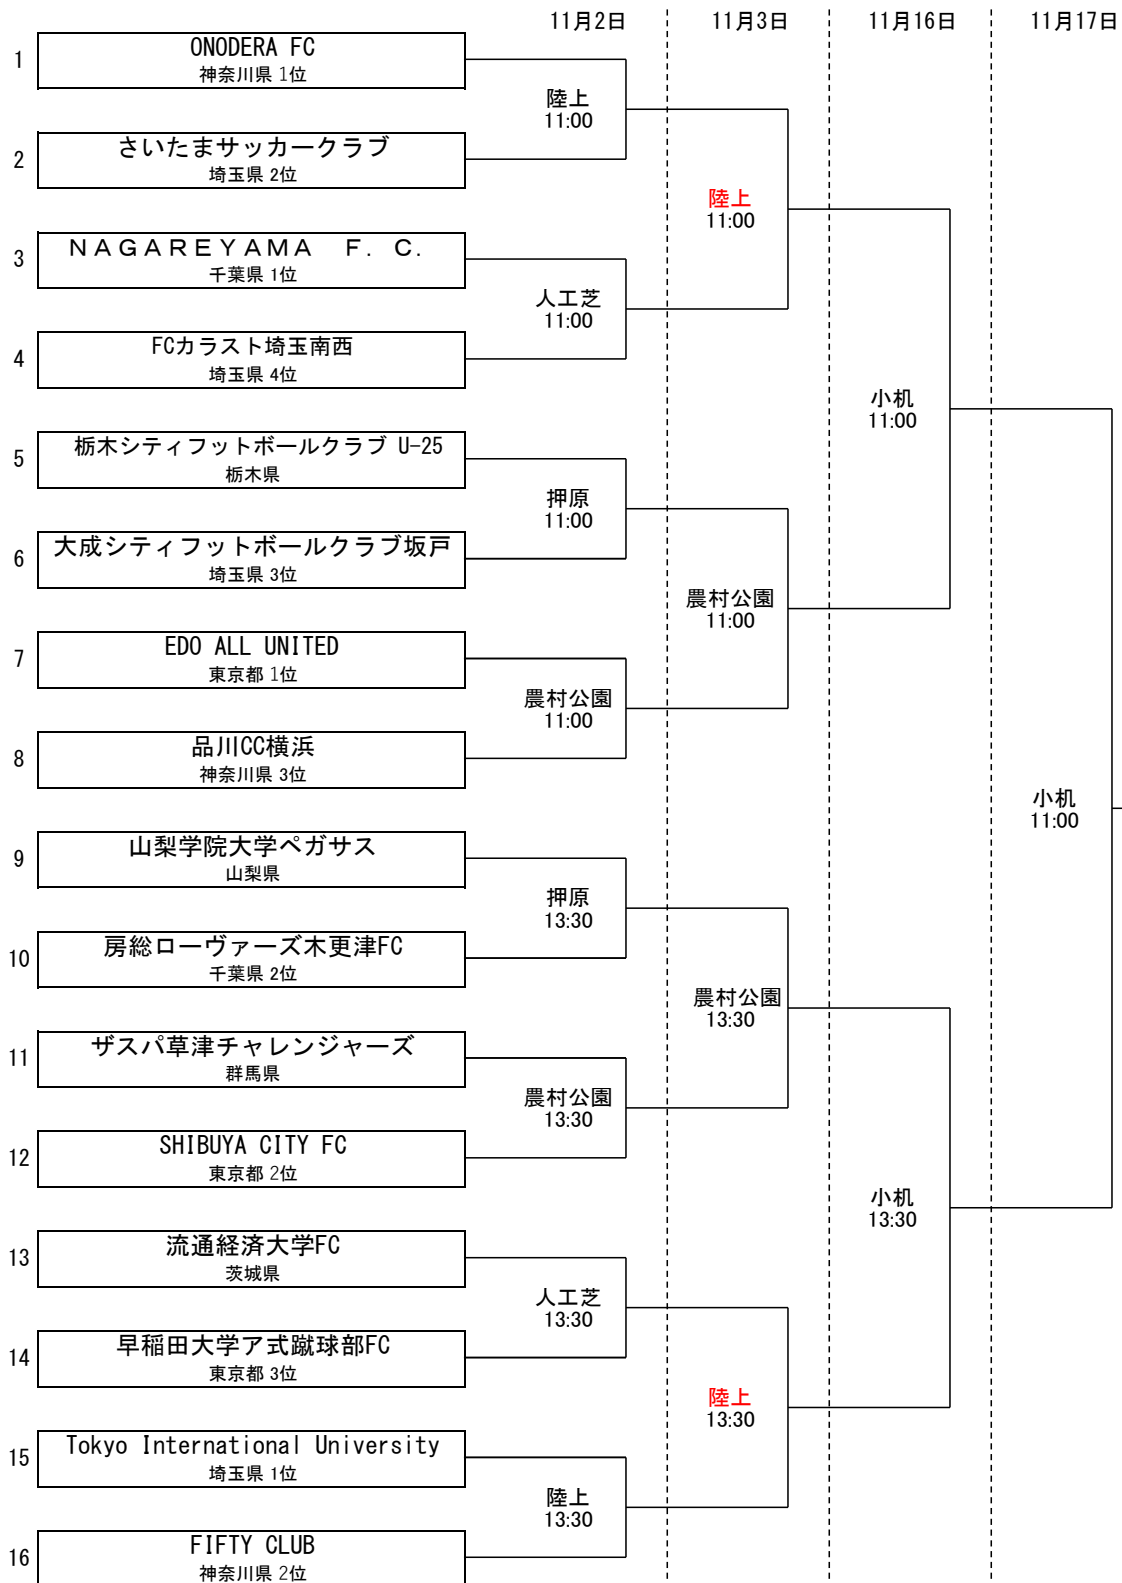 11月2日
11月3日
11月16日
11月17日
1
ONODERA FC
神奈川県 1位
陸上
11:00
2
さいたまサッカークラブ
埼玉県 2位
陸上
11:00
3
ＮＡＧＡＲＥＹＡＭＡ　Ｆ．Ｃ．
千葉県 1位
人工芝
11:00
4
FCカラスト埼玉南西
埼玉県 4位
小机
11:00
5
栃木シティフットボールクラブ U-25
栃木県
押原
11:00
6
大成シティフットボールクラブ坂戸
埼玉県 3位
農村公園
11:00
7
EDO ALL UNITED
東京都 1位
農村公園
11:00
8
品川CC横浜
神奈川県 3位
小机
11:00
9
山梨学院大学ペガサス
山梨県
押原
13:30
10
房総ローヴァーズ木更津FC
千葉県 2位
農村公園
13:30
11
ザスパ草津チャレンジャーズ
群馬県
農村公園
13:30
12
SHIBUYA CITY FC
東京都 2位
小机
13:30
13
流通経済大学FC
茨城県
人工芝
13:30
14
早稲田大学ア式蹴球部FC
東京都 3位
陸上
13:30
15
Tokyo International University
埼玉県 1位
陸上
13:30
16
FIFTY CLUB
神奈川県 2位